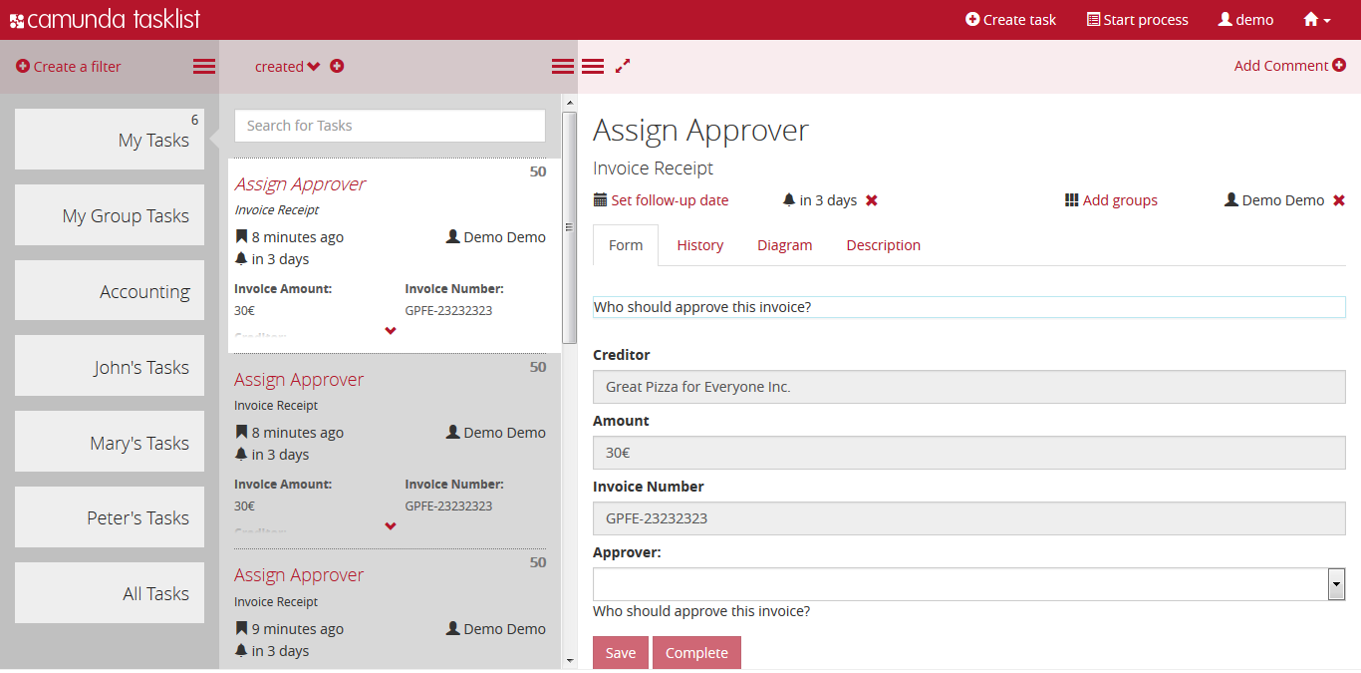 camunda tasklist
Create task
Start process
demo
Create a filter
created
Add Comment
6
My Tasks
My Group Tasks
Accounting
John's Tasks
Mary's Tasks
Peter's Tasks
All Tasks
Search for Tasks
50
Assign Approver
Invoice Receipt
8 minutes ago Demo Demo
in 3 days
Invoice Amount: Invoice Number:
30€ GPFE-23232323
50
Assign Approver
Invoice Receipt
8 minutes ago Demo Demo
in 3 days
Invoice Amount: Invoice Number:
30€ GPFE-23232323
50
Assign Approver
Invoice Receipt
9 minutes ago Demo Demo
in 3 days
Assign Approver
Invoice Receipt
Set follow-up date in 3 days Add groups Demo Demo
Form History Diagram Description
Who should approve this invoice?
Creditor
Great Pizza for Everyone Inc.
Amount
30€
Invoice Number
GPFE-23232323
Approver:
Who should approve this invoice?
Save Complete